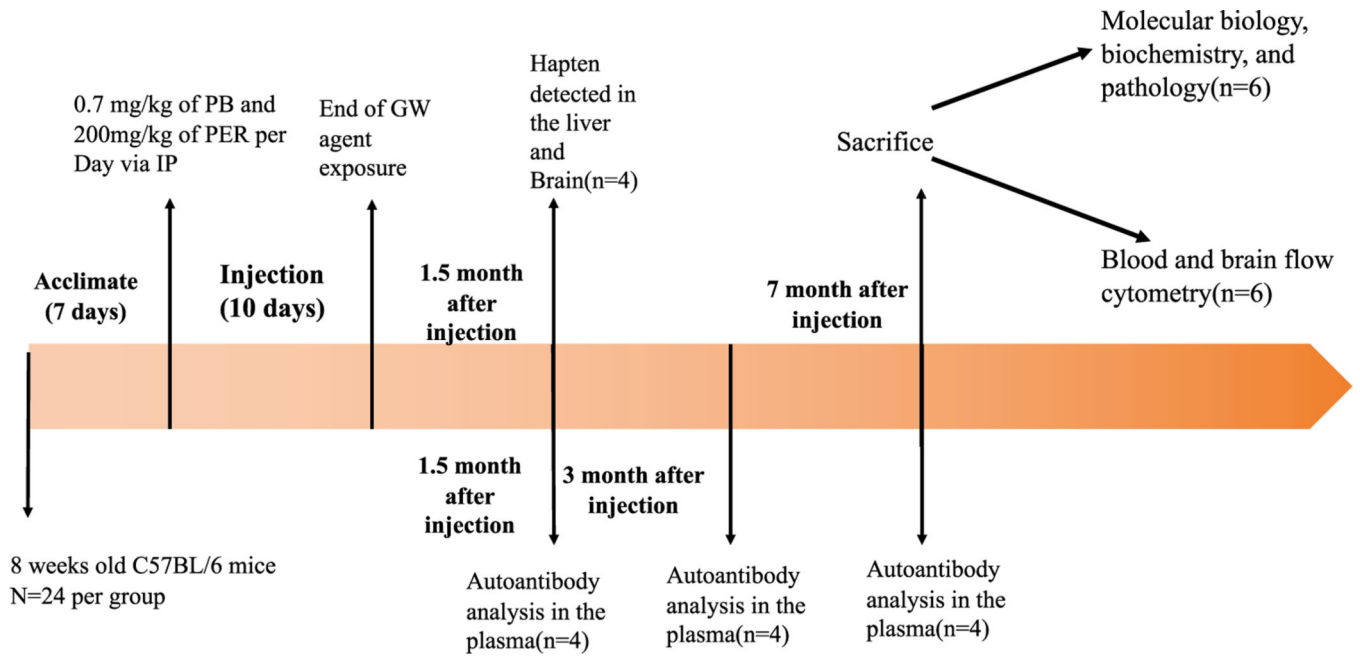 Molecular biology,
biochemistry, and
pathology(n=6)
Hapten
detected in
the liver
and
Brain(n=4)
0.7 mg/kg of PB and
200mg/kg of PER per
Day via IP
End of GW
agent
exposure
Sacrifice
Blood and brain flow
cytometry(n=6)
Acclimate
(7 days)
Injection
(10 days)
1.5 month
after
injection
7 month after
injection
1.5 month
after
injection
3 month after
injection
8 weeks old C57BL/6 mice
N=24 per group
Autoantibody
analysis in the
plasma(n=4)
Autoantibody
analysis in the
plasma(n=4)
Autoantibody
analysis in the
plasma(n=4)